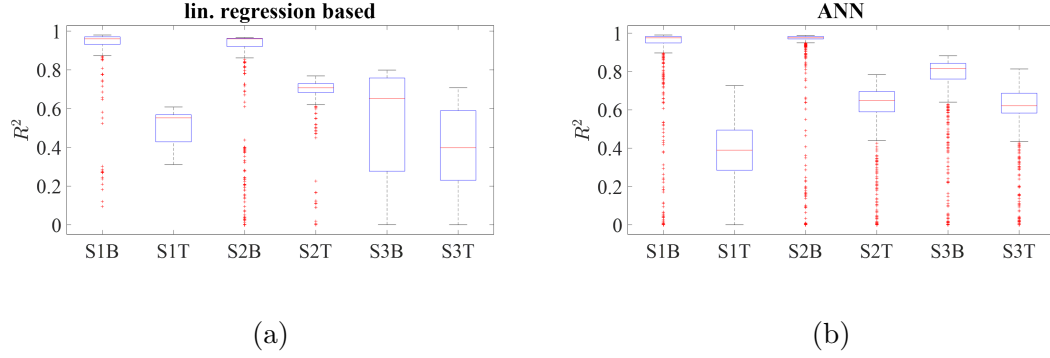 lin. regression based
R²
1
0.8
0.6
0.4
0.2
0
S1B S1T S2B S2T S3B S3T
(a)
ANN
R²
1
0.8
0.6
0.4
0.2
0
S1B S1T S2B S2T S3B S3T
(b)